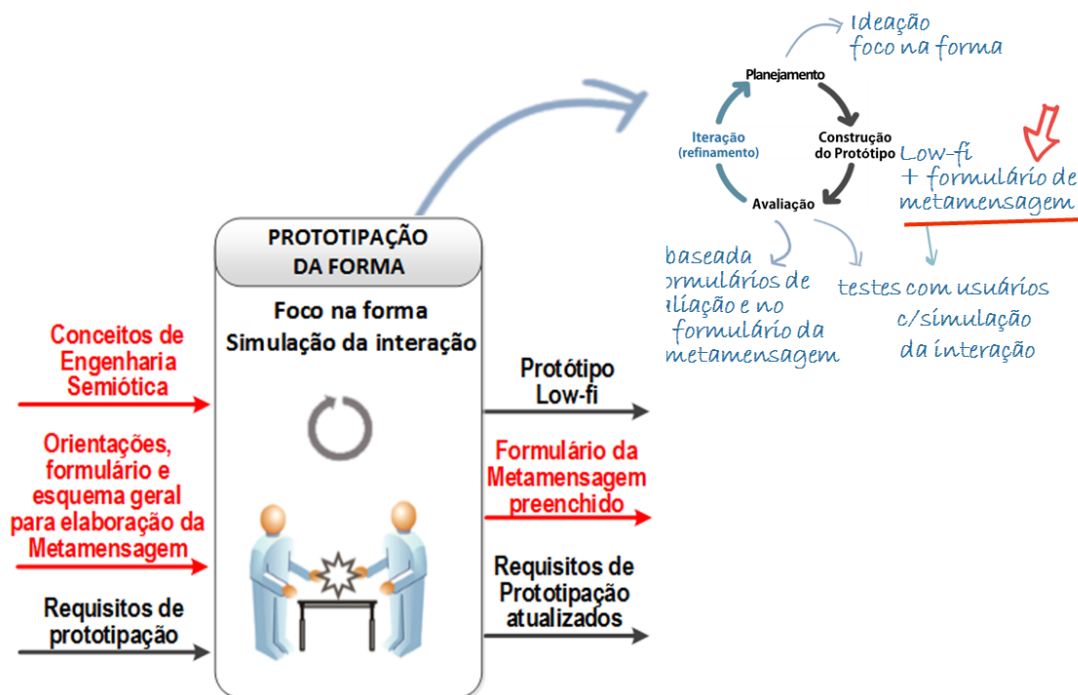 Ideação
foco na forma
Planejamento
Iteração
(refinamento)
Construção
do Protótipo
Low-fi
+ formulário de
metamensagem
Avaliação
baseada
ormulários de
aliação e no
formulário da
metamensagem
testes com usuários
c/simulação
da interação
PROTOTIPAÇÃO
DA FORMA
Foco na forma
Simulação da interação
Conceitos de
Engenharia
Semiótica
Orientações,
formulário e
esquema geral
para elaboração da
Metamensagem
Requisitos de
prototipação
Protótipo
Low-fi
Formulário da
Metamensagem
preenchido
Requisitos de
Prototipação
atualizados